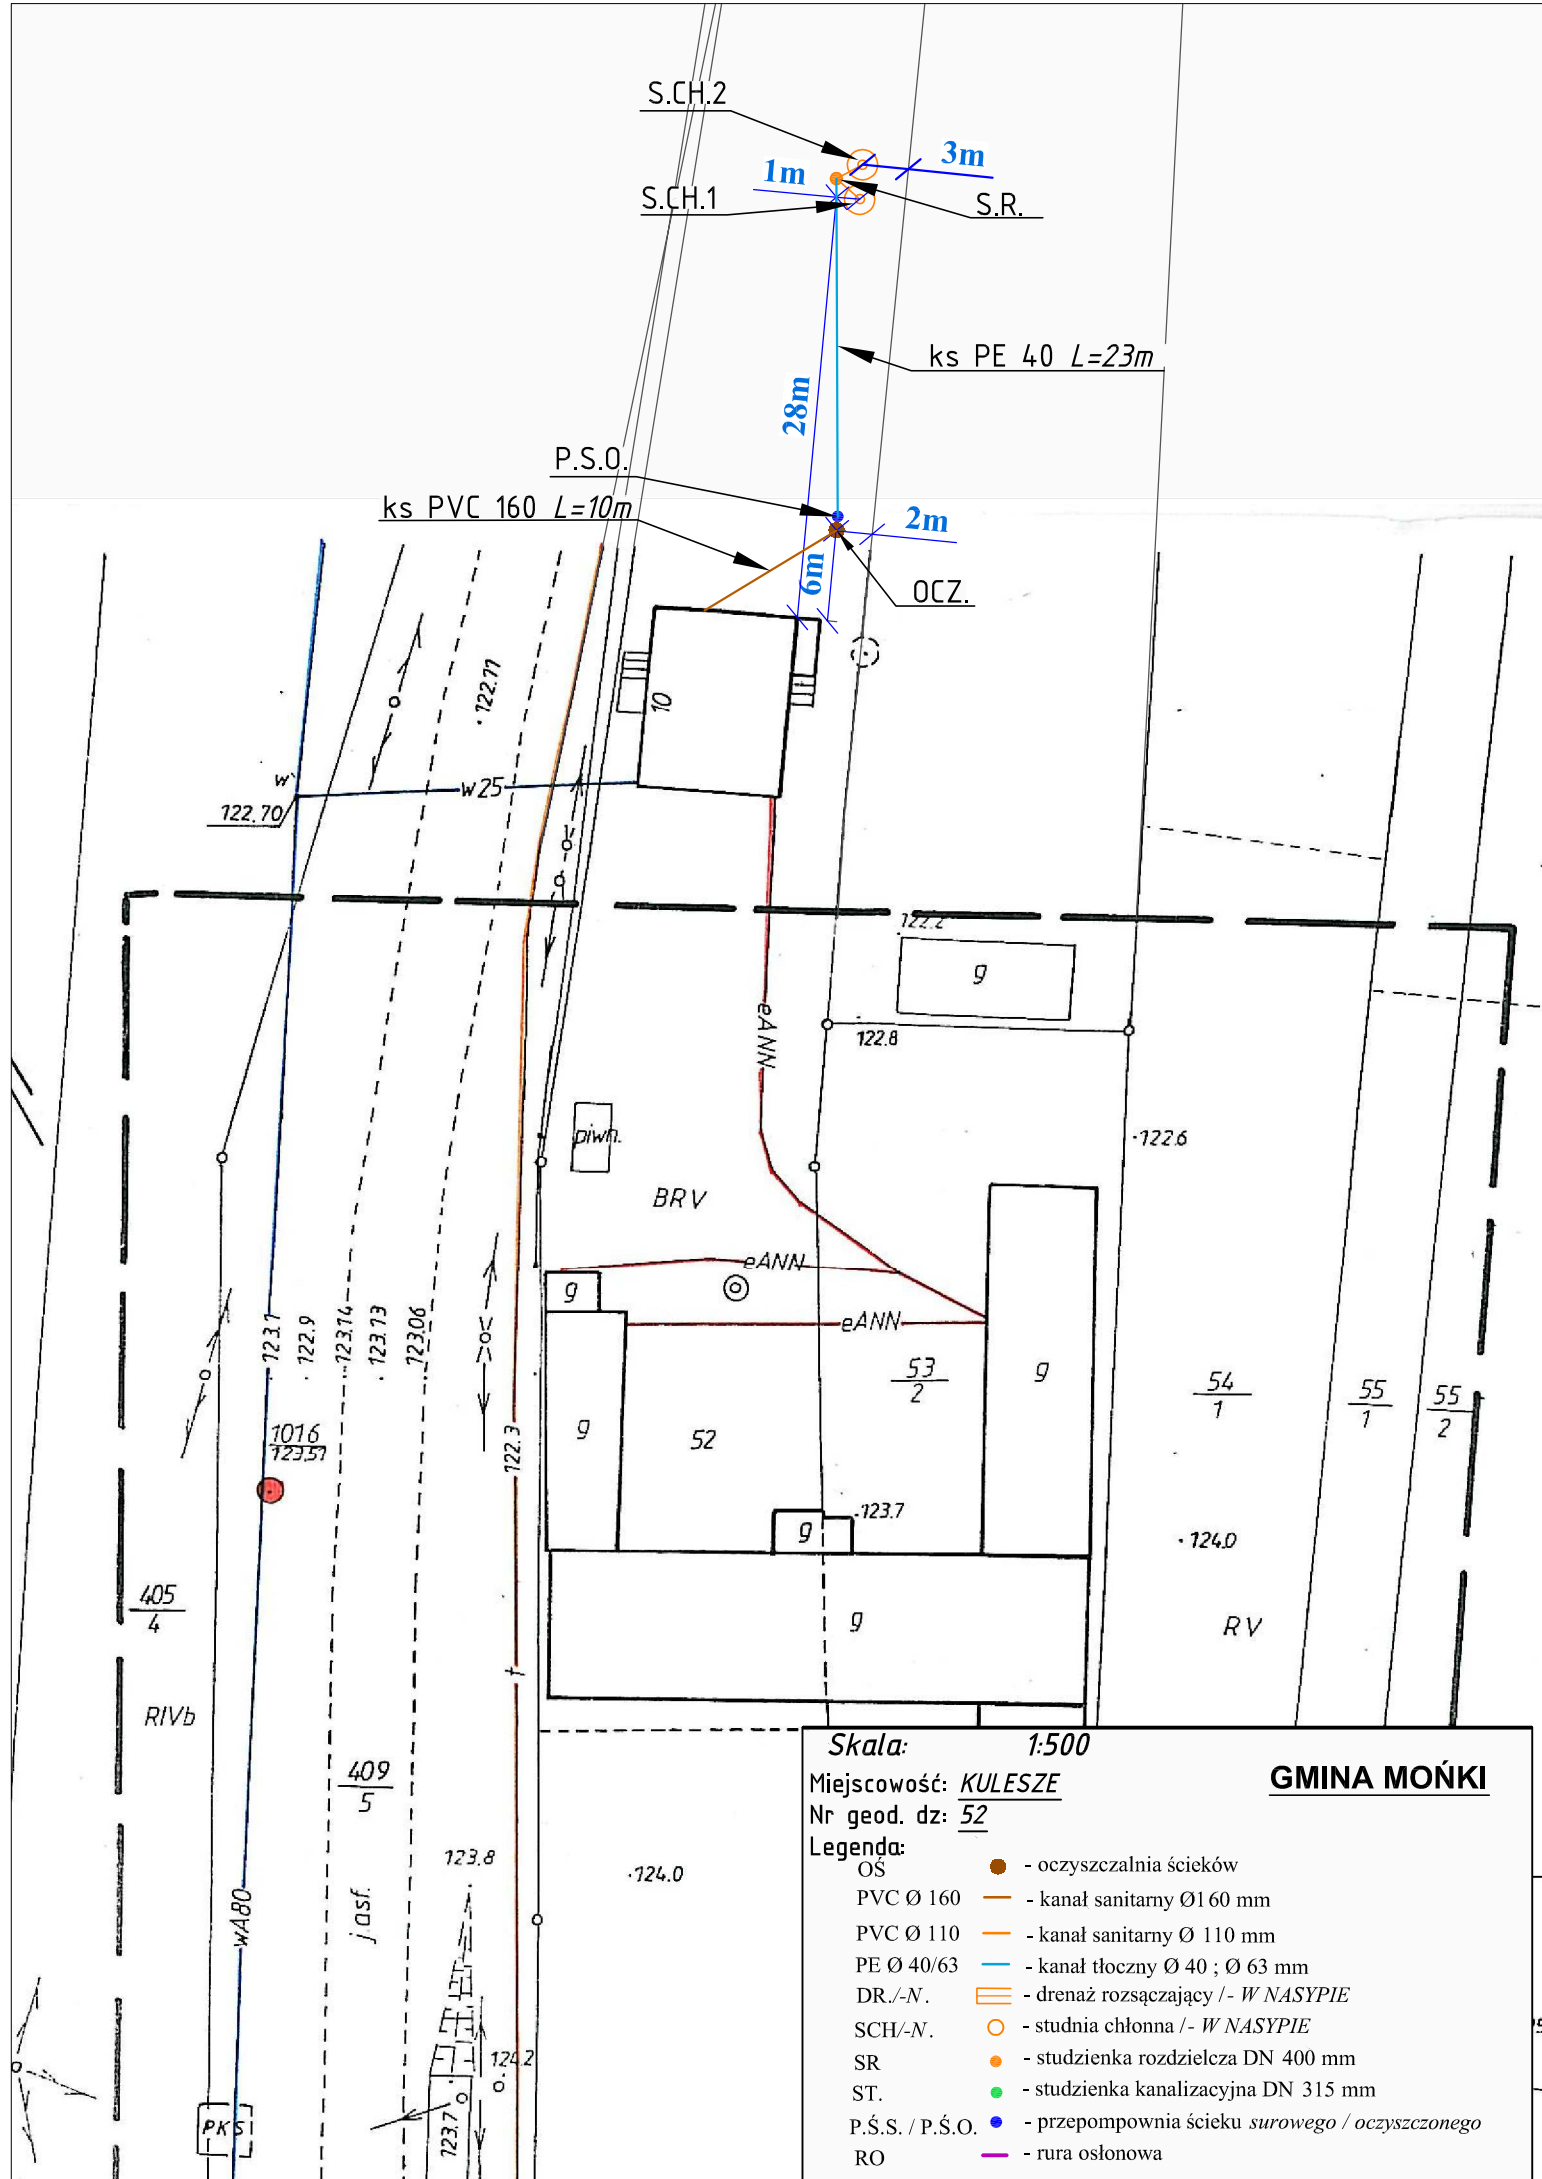 S.CH.2
3m
1m
S.CH.1
S.R.
ks PE 40 L=23m
28m
P.S.O.
ks PVC 160 L=10m
2m
6m
OCZ.
122.77
10
w
w25
122.70
122.2
g
eANN
122.8
piwn.
122.6
BRV
eANN
g
eANN
123.1
122.9
123.14
123.13
123.06
53
2
g
54
1
55
1
55
2
1016
123.51
g
52
122.3
g
123.7
124.0
405
4
g
RV
t
RIVb
409
5
123.8
124.0
wA80
j.asf.
124.2
123.7
PKS
Skala: 1:500
GMINA MOŃKI
Miejscowość: KULESZE
Nr geod. dz: 52
Legenda:
OŚ - oczyszczalnia ścieków
PVC Ø 160 - kanał sanitarny Ø160 mm
PVC Ø 110 - kanał sanitarny Ø 110 mm
PE Ø 40/63 - kanał tłoczny Ø 40 ; Ø 63 mm
DR./-N. - drenaż rozsączający /- W NASYPIE
SCH/-N. - studnia chłonna /- W NASYPIE
SR - studzienka rozdzielcza DN 400 mm
ST. - studzienka kanalizacyjna DN 315 mm
P.Ś.S. / P.Ś.O. - przepompownia ścieku surowego / oczyszczonego
RO - rura osłonowa